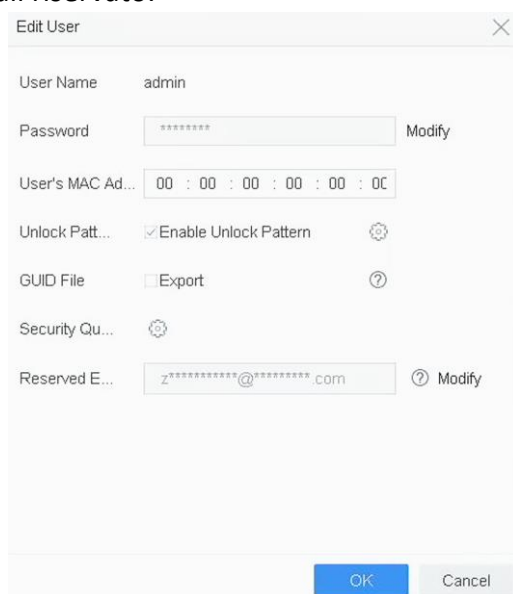 Edit User
User Name admin
Password ******** Modify
User's MAC Ad... 00 : 00 : 00 : 00 : 00 : 0C
Unlock Patt... Enable Unlock Pattern
GUID File Export
Security Qu...
Reserved E... z***********@*********.com Modify
OK Cancel